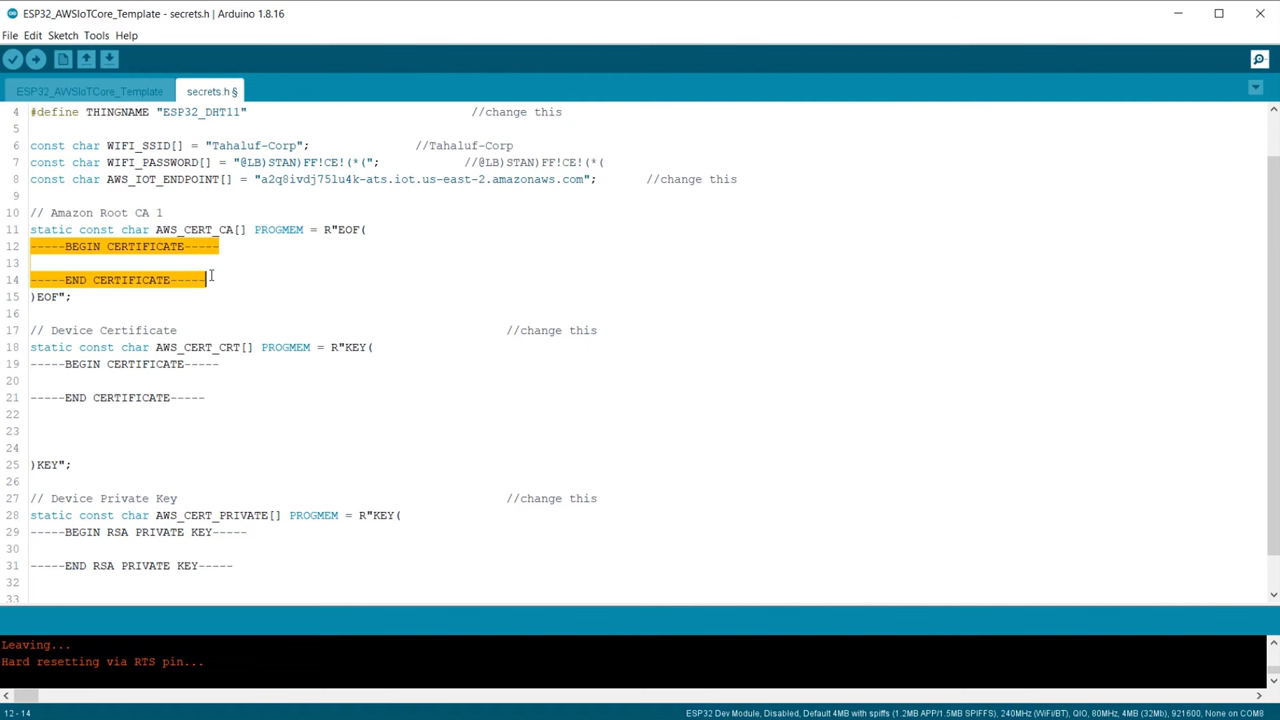 ESP32_AWSIoTCore_Template - secrets.h | Arduino 1.8.16
File Edit Sketch Tools Help
ESP32_AWSIoTCore_Template secrets.h §
4 #define THINGNAME "ESP32_DHT11" //change this
5
6 const char WIFI_SSID[] = "Tahaluf-Corp"; //Tahaluf-Corp
7 const char WIFI_PASSWORD[] = "@LB)STAN)FF!CE!(*("; //@LB)STAN)FF!CE!(*(
8 const char AWS_IOT_ENDPOINT[] = "a2q8ivdj75lu4k-ats.iot.us-east-2.amazonaws.com"; //change this
9
10 // Amazon Root CA 1
11 static const char AWS_CERT_CA[] PROGMEM = R"EOF(
12 -----BEGIN CERTIFICATE-----
13
14 -----END CERTIFICATE-----
15 )EOF";
16
17 // Device Certificate //change this
18 static const char AWS_CERT_CRT[] PROGMEM = R"KEY(
19 -----BEGIN CERTIFICATE-----
20
21 -----END CERTIFICATE-----
22
23
24
25 )KEY";
26
27 // Device Private Key //change this
28 static const char AWS_CERT_PRIVATE[] PROGMEM = R"KEY(
29 -----BEGIN RSA PRIVATE KEY-----
30
31 -----END RSA PRIVATE KEY-----
32
33
Leaving...
Hard resetting via RTS pin...
12 - 14 ESP32 Dev Module, Disabled, Default 4MB with spiffs (1.2MB APP/1.5MB SPIFFS), 240MHz (WiFi/BT), QIO, 80MHz, 4MB (32Mb), 921600, None on COM8